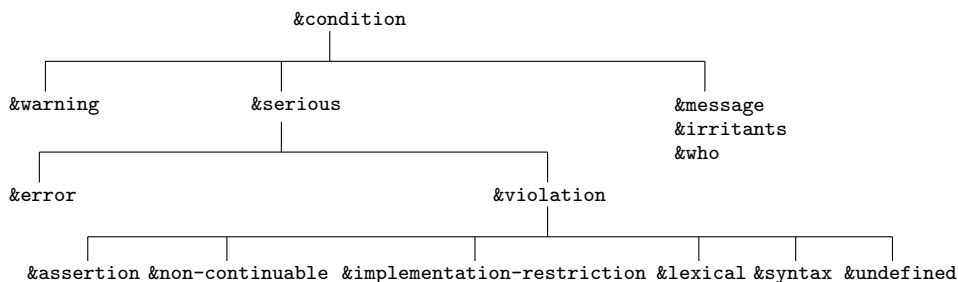 &condition
&warning &serious &message
&irritants
&who
&error &violation
&assertion &non-continuable &implementation-restriction &lexical &syntax &undefined